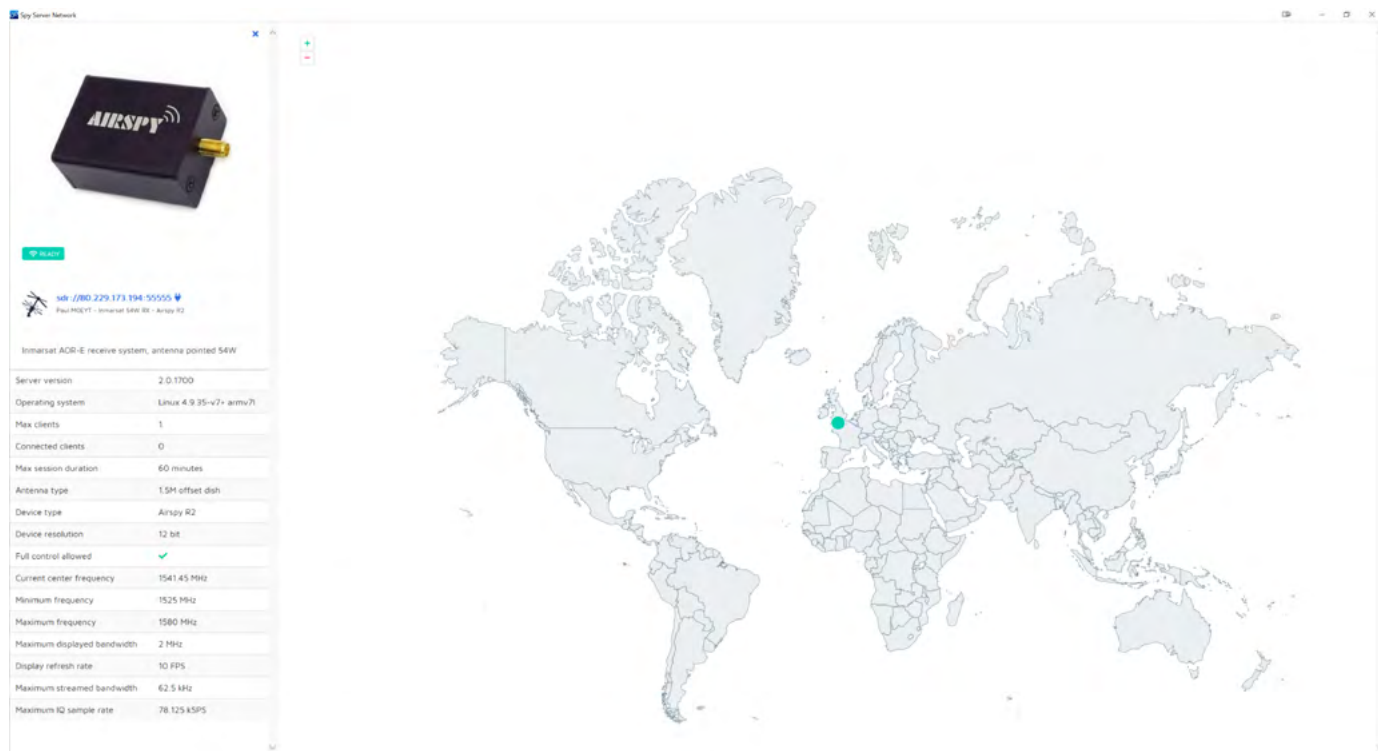 Spy Server Network
AIRSPY
READY
sdr://80.229.173.194:55555
Paul M0EYT - Inmarsat 54W RX - Airspy R2
Inmarsat AOR-E receive system, antenna pointed 54W
Server version 2.0.1700
Operating system Linux 4.9.35-v7+ armv7l
Max clients 1
Connected clients 0
Max session duration 60 minutes
Antenna type 1.5M offset dish
Device type Airspy R2
Device resolution 12 bit
Full control allowed ✓
Current center frequency 1541.45 MHz
Minimum frequency 1525 MHz
Maximum frequency 1580 MHz
Maximum displayed bandwidth 2 MHz
Display refresh rate 10 FPS
Maximum streamed bandwidth 62.5 kHz
Maximum IQ sample rate 78.125 kSPS